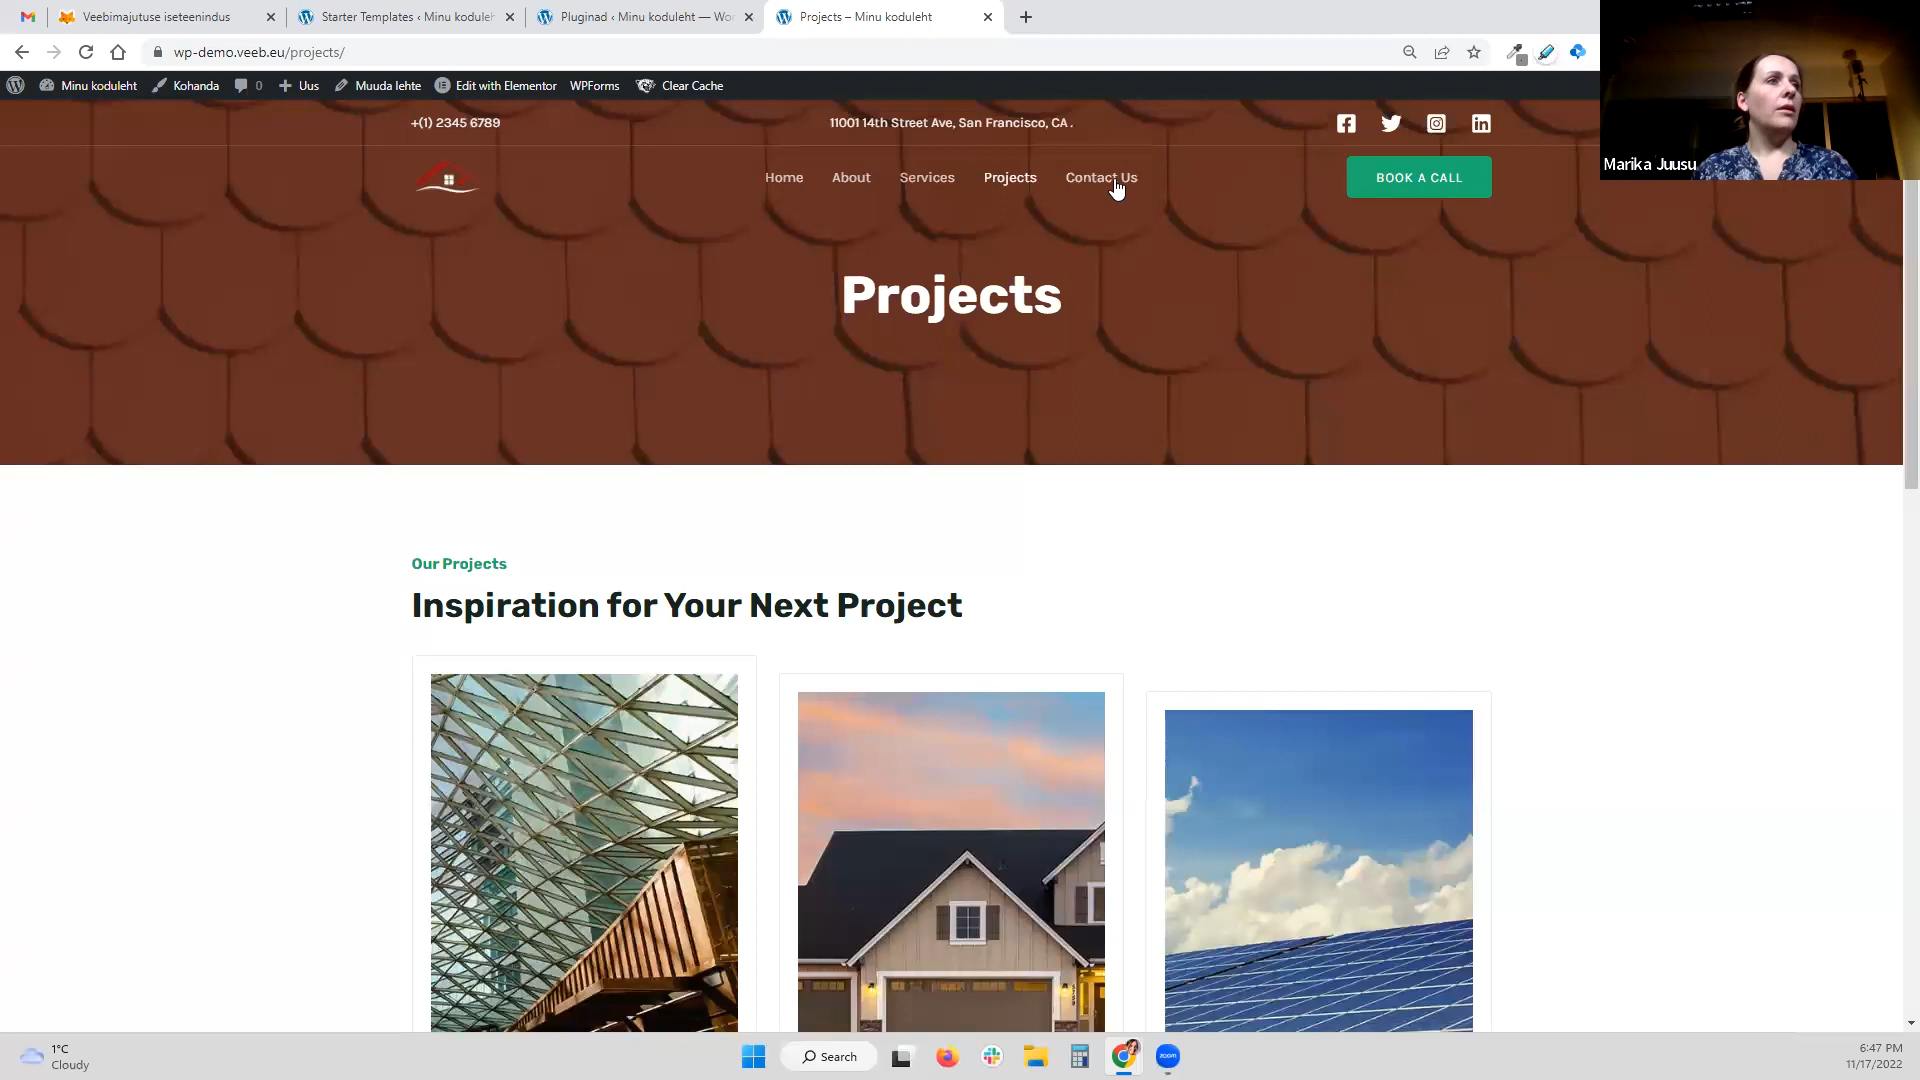 Veebimajutuse iseteenindus
Starter Templates ‹ Minu koduleh
Pluginad ‹ Minu koduleht — Wor
Projects – Minu koduleht
wp-demo.veeb.eu/projects/
Minu koduleht
Kohanda
0
Uus
Muuda lehte
Edit with Elementor
WPForms
Clear Cache
+(1) 2345 6789
11001 14th Street Ave, San Francisco, CA .
Home
About
Services
Projects
Contact Us
BOOK A CALL
Marika Juusu
Projects
Our Projects
Inspiration for Your Next Project
1°C
Cloudy
Search
zoom
6:47 PM
11/17/2022